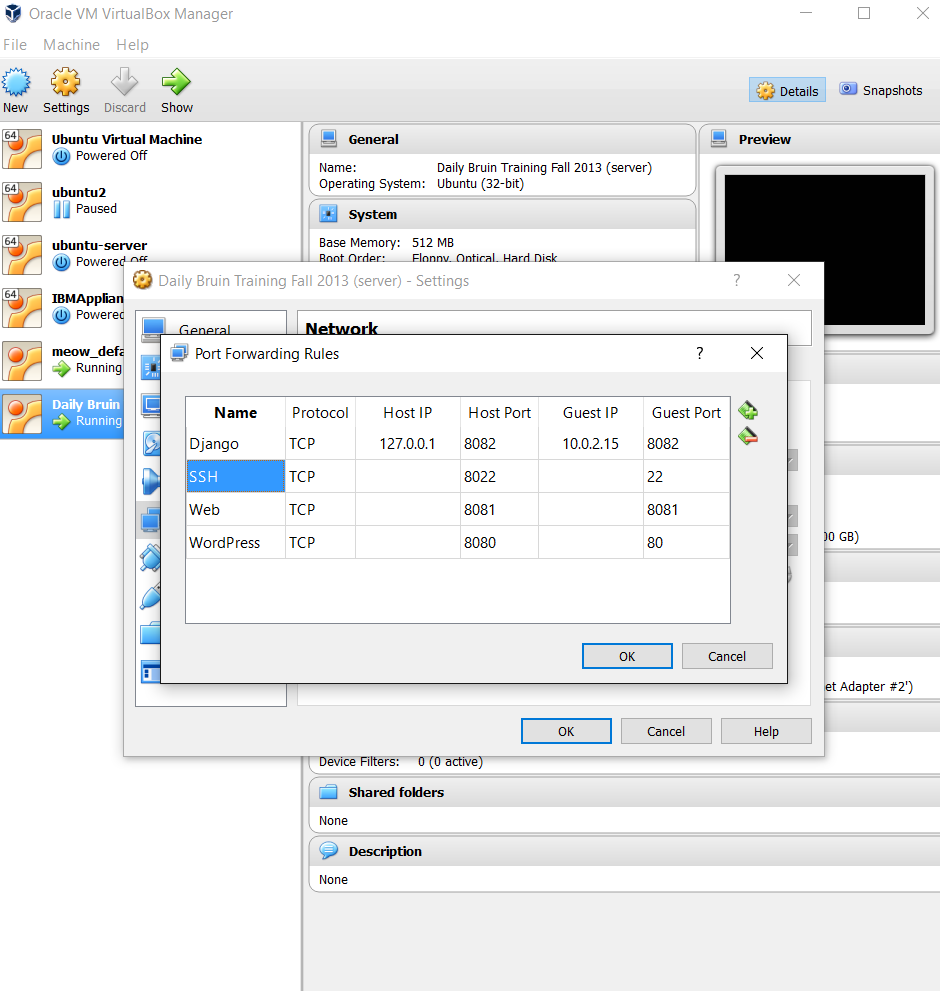 Oracle VM VirtualBox Manager
File Machine Help
New Settings Discard Show
Details Snapshots
64 Ubuntu Virtual Machine
Powered Off
64 ubuntu2
Paused
64 ubuntu-server
Powered Off
64 IBMApplian
Powered
meow_defa
Running
Daily Bruin
Running
General
Name: Daily Bruin Training Fall 2013 (server)
Operating System: Ubuntu (32-bit)
System
Base Memory: 512 MB
Boot Order: Floppy, Optical, Hard Disk
Preview
Daily Bruin Training Fall 2013 (server) - Settings ?
General
Network
Port Forwarding Rules ?
Name Protocol Host IP Host Port Guest IP Guest Port
Django TCP 127.0.0.1 8082 10.0.2.15 8082
SSH TCP 8022 22
Web TCP 8081 8081
WordPress TCP 8080 80
OK Cancel
OK Cancel Help
00 GB)
et Adapter #2')
Device Filters: 0 (0 active)
Shared folders
None
Description
None